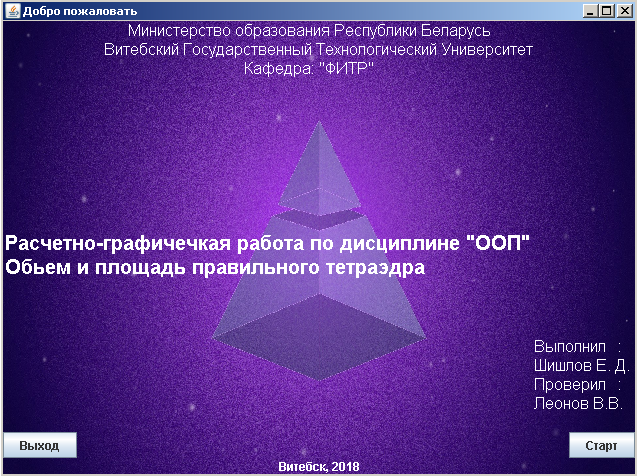 Добро пожаловать
Министерство образования Республики Беларусь
Витебский Государственный Технологический Университет
Кафедра: "ФИТР"
Расчетно-графичечкая работа по дисциплине "ООП"
Обьем и площадь правильного тетраэдра
Выполнил :
Шишлов Е. Д.
Проверил :
Леонов В.В.
Выход
Старт
Витебск, 2018